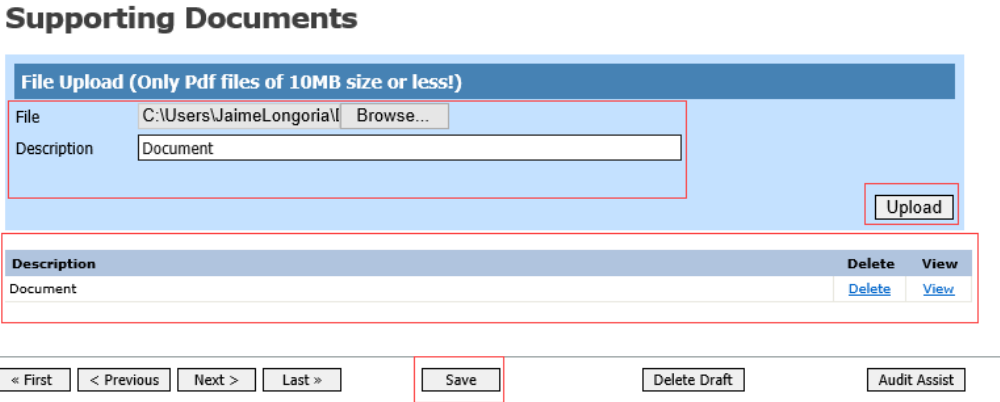 Supporting Documents
File Upload (Only Pdf files of 10MB size or less!)
File C:\Users\JaimeLongoria\ Browse...
Description Document
Upload
Description Delete View
Document Delete View
« First < Previous Next > Last » Save Delete Draft Audit Assist